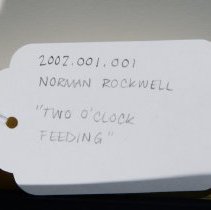 2002.001.001
NORMAN ROCKWELL
"TWO O'CLOCK
FEEDING"